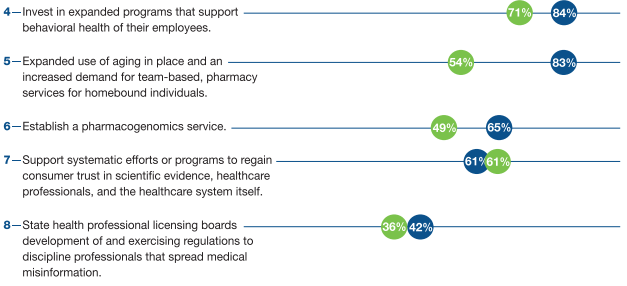 4—Invest in expanded programs that support
behavioral health of their employees.
71% 84%
5—Expanded use of aging in place and an
increased demand for team-based, pharmacy
services for homebound individuals.
54% 83%
6—Establish a pharmacogenomics service.
49% 65%
7—Support systematic efforts or programs to regain
consumer trust in scientific evidence, healthcare
professionals, and the healthcare system itself.
61% 61%
8—State health professional licensing boards
development of and exercising regulations to
discipline professionals that spread medical
misinformation.
36% 42%